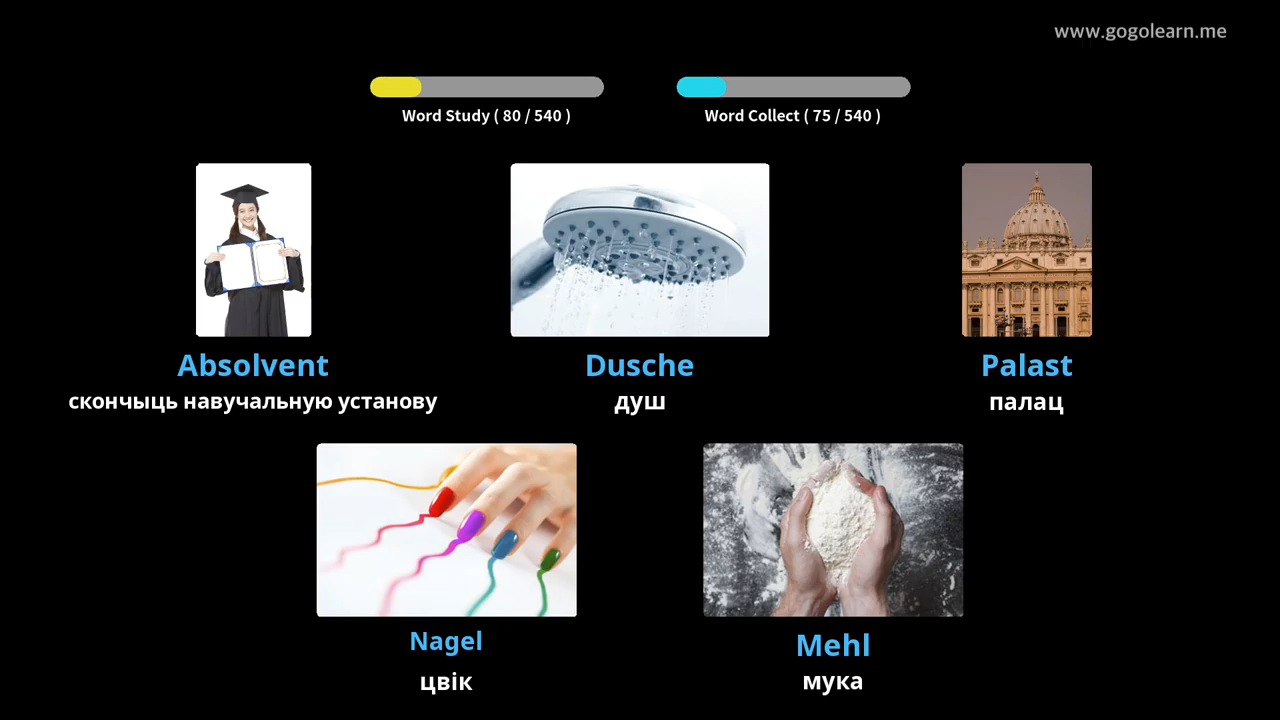 www.gogolearn.me
Word Study ( 80 / 540 )
Word Collect ( 75 / 540 )
Absolvent
скончыць навучальную установу
Dusche
душ
Palast
палац
Nagel
цвік
Mehl
мука